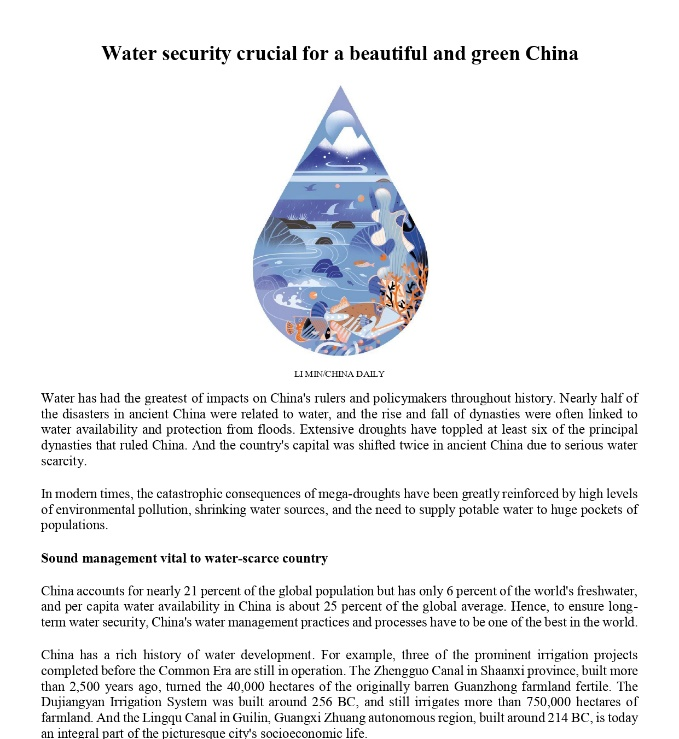 Water security crucial for a beautiful and green China
LI MIN/CHINA DAILY
Water has had the greatest of impacts on China's rulers and policymakers throughout history. Nearly half of
the disasters in ancient China were related to water, and the rise and fall of dynasties were often linked to
water availability and protection from floods. Extensive droughts have toppled at least six of the principal
dynasties that ruled China. And the country's capital was shifted twice in ancient China due to serious water
scarcity.
In modern times, the catastrophic consequences of mega-droughts have been greatly reinforced by high levels
of environmental pollution, shrinking water sources, and the need to supply potable water to huge pockets of
populations.
Sound management vital to water-scarce country
China accounts for nearly 21 percent of the global population but has only 6 percent of the world's freshwater,
and per capita water availability in China is about 25 percent of the global average. Hence, to ensure long-
term water security, China's water management practices and processes have to be one of the best in the world.
China has a rich history of water development. For example, three of the prominent irrigation projects
completed before the Common Era are still in operation. The Zhengguo Canal in Shaanxi province, built more
than 2,500 years ago, turned the 40,000 hectares of the originally barren Guanzhong farmland fertile. The
Dujiangyan Irrigation System was built around 256 BC, and still irrigates more than 750,000 hectares of
farmland. And the Lingqu Canal in Guilin, Guangxi Zhuang autonomous region, built around 214 BC, is today
an integral part of the picturesque city's socioeconomic life.